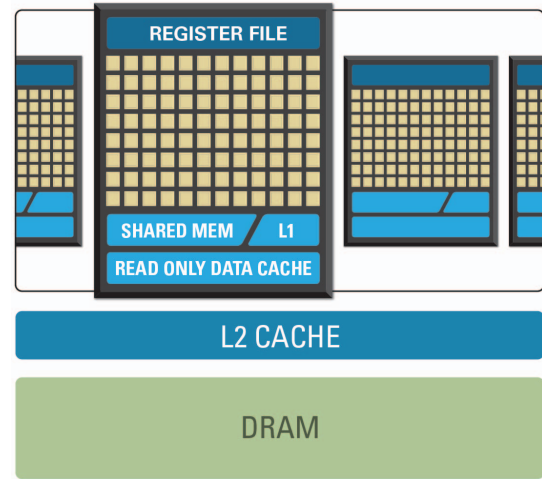 REGISTER FILE
SHARED MEM
L1
READ ONLY DATA CACHE
L2 CACHE
DRAM